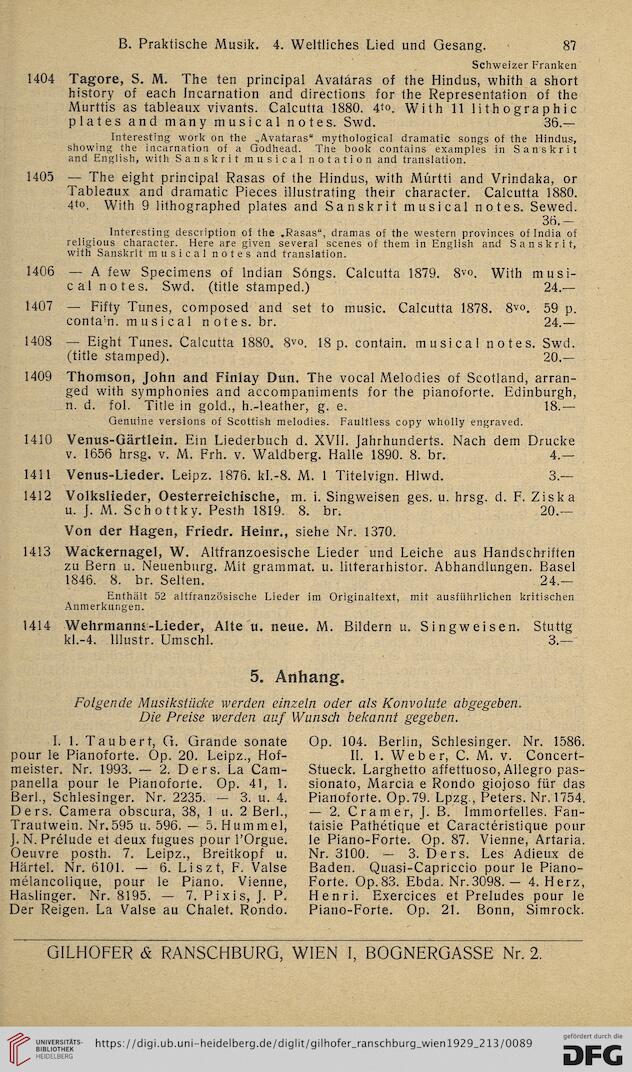 B. Praktische Musik. 4. Weltliches Lied und Gesang. 87
Schweizer Franken
1404 Tagore, S. M. The ten principal Avatáras of the Hindus, whith a short
history of each Incarnation and directions for the Representation of the
Murttis as tableaux vivants. Calcutta 1880. 4to. With 11 lithographic
plates and many musical notes. Swd. 36.—
Interesting work on the „Avataras“ mythological dramatic songs of the Hindus,
showing the incarnation of a Godhead. The book contains examples in Sanskrit
and English, with Sanskrit musical notation and translation.
1405 — The eight principal Rasas of the Hindus, with Múrtti and Vrindaka, or
Tableaux and dramatic Pieces illustrating their character. Calcutta 1880.
4to. With 9 lithographed plates and Sanskrit musical notes. Sewed.
36.—
Interesting description of the „Rasas“, dramas of the western provinces of India of
religious character. Here are given several scenes of them in English and Sanskrit,
with Sanskrit musical notes and translation.
1406 — A few Specimens of Indian Sóngs. Calcutta 1879. 8vo. With musi-
cal notes. Swd. (title stamped.) 24.—
1407 — Fifty Tunes, composed and set to music. Calcutta 1878. 8vo. 59 p.
contain. musical notes. br. 24.—
1408 — Eight Tunes. Calcutta 1880. 8vo. 18 p. contain. musical notes. Swd.
(title stamped). 20.—
1409 Thomson, John and Finlay Dun. The vocal Melodies of Scotland, arran-
ged with symphonies and accompaniments for the pianoforte. Edinburgh,
n. d. fol. Title in gold., h.-leather, g. e. 18.—
Genuine versions of Scottish melodies. Faultless copy wholly engraved.
1410 Venus-Gärtlein. Ein Liederbuch d. XVII. Jahrhunderts. Nach dem Drucke
v. 1656 hrsg. v. M. Frh. v. Waldberg. Halle 1890. 8. br. 4.—
1411 Venus-Lieder. Leipz. 1876. kl.-8. M. 1 Titelvign. Hlwd. 3.—
1412 Volkslieder, Oesterreichische, m. i. Singweisen ges. u. hrsg. d. F. Ziska
u. J. M. Schottky. Pesth 1819. 8. br. 20.—
Von der Hagen, Friedr. Heinr., siehe Nr. 1370.
1413 Wackernagel, W. Altfranzoesische Lieder und Leiche aus Handschriften
zu Bern u. Neuenburg. Mit grammat. u. litterarhistor. Abhandlungen. Basel
1846. 8. br. Selten. 24.—
Enthält 52 altfranzösische Lieder im Originaltext, mit ausführlichen kritischen
Anmerkungen.
1414 Wehrmanns-Lieder, Alte u. neue. M. Bildern u. Singweisen. Stuttg
kl.-4. Illustr. Umschl. 3.—
5. Anhang.
Folgende Musikstücke werden einzeln oder als Konvolute abgegeben.
Die Preise werden auf Wunsch bekannt gegeben.
I. 1. Taubert, G. Grande sonate
pour le Pianoforte. Op. 20. Leipz., Hof-
meister. Nr. 1993. — 2. Ders. La Cam-
panella pour le Pianoforte. Op. 41, 1.
Berl., Schlesinger. Nr. 2235. — 3. u. 4.
Ders. Camera obscura, 38, 1 u. 2 Berl.,
Trautwein. Nr. 595 u. 596. — 5. Hummel,
J. N. Prélude et deux fugues pour l'Orgue.
Oeuvre posth. 7. Leipz., Breitkopf u.
Härtel. Nr. 6101. — 6. Liszt, F. Valse
mélancolique, pour le Piano. Vienne,
Haslinger. Nr. 8195. — 7. Pixis, J. P.
Der Reigen. La Valse au Chalet. Rondo.
Op. 104. Berlin, Schlesinger. Nr. 1586.
II. 1. Weber, C. M. v. Concert-
Stueck. Larghetto affettuoso, Allegro pas-
sionato, Marcia e Rondo giojoso für das
Pianoforte. Op. 79. Lpzg., Peters. Nr. 1754.
— 2. Cramer, J. B. Immortelles. Fan-
taisie Pathétique et Caractéristique pour
le Piano-Forte. Op. 87. Vienne, Artaria.
Nr. 3100. — 3. Ders. Les Adieux de
Baden. Quasi-Capriccio pour le Piano-
Forte. Op. 83. Ebda. Nr. 3098. — 4. Herz,
Henri. Exercices et Preludes pour le
Piano-Forte. Op. 21. Bonn, Simrock.
GILHOFER & RANSCHBURG, WIEN I, BOGNERGASSE Nr. 2.
UNIVERSITÄTS-
BIBLIOTHEK
HEIDELBERG
https://digi.ub.uni-heidelberg.de/diglit/gilhofer_ranschburg_wien1929_213/0089
gefördert durch die
DFG